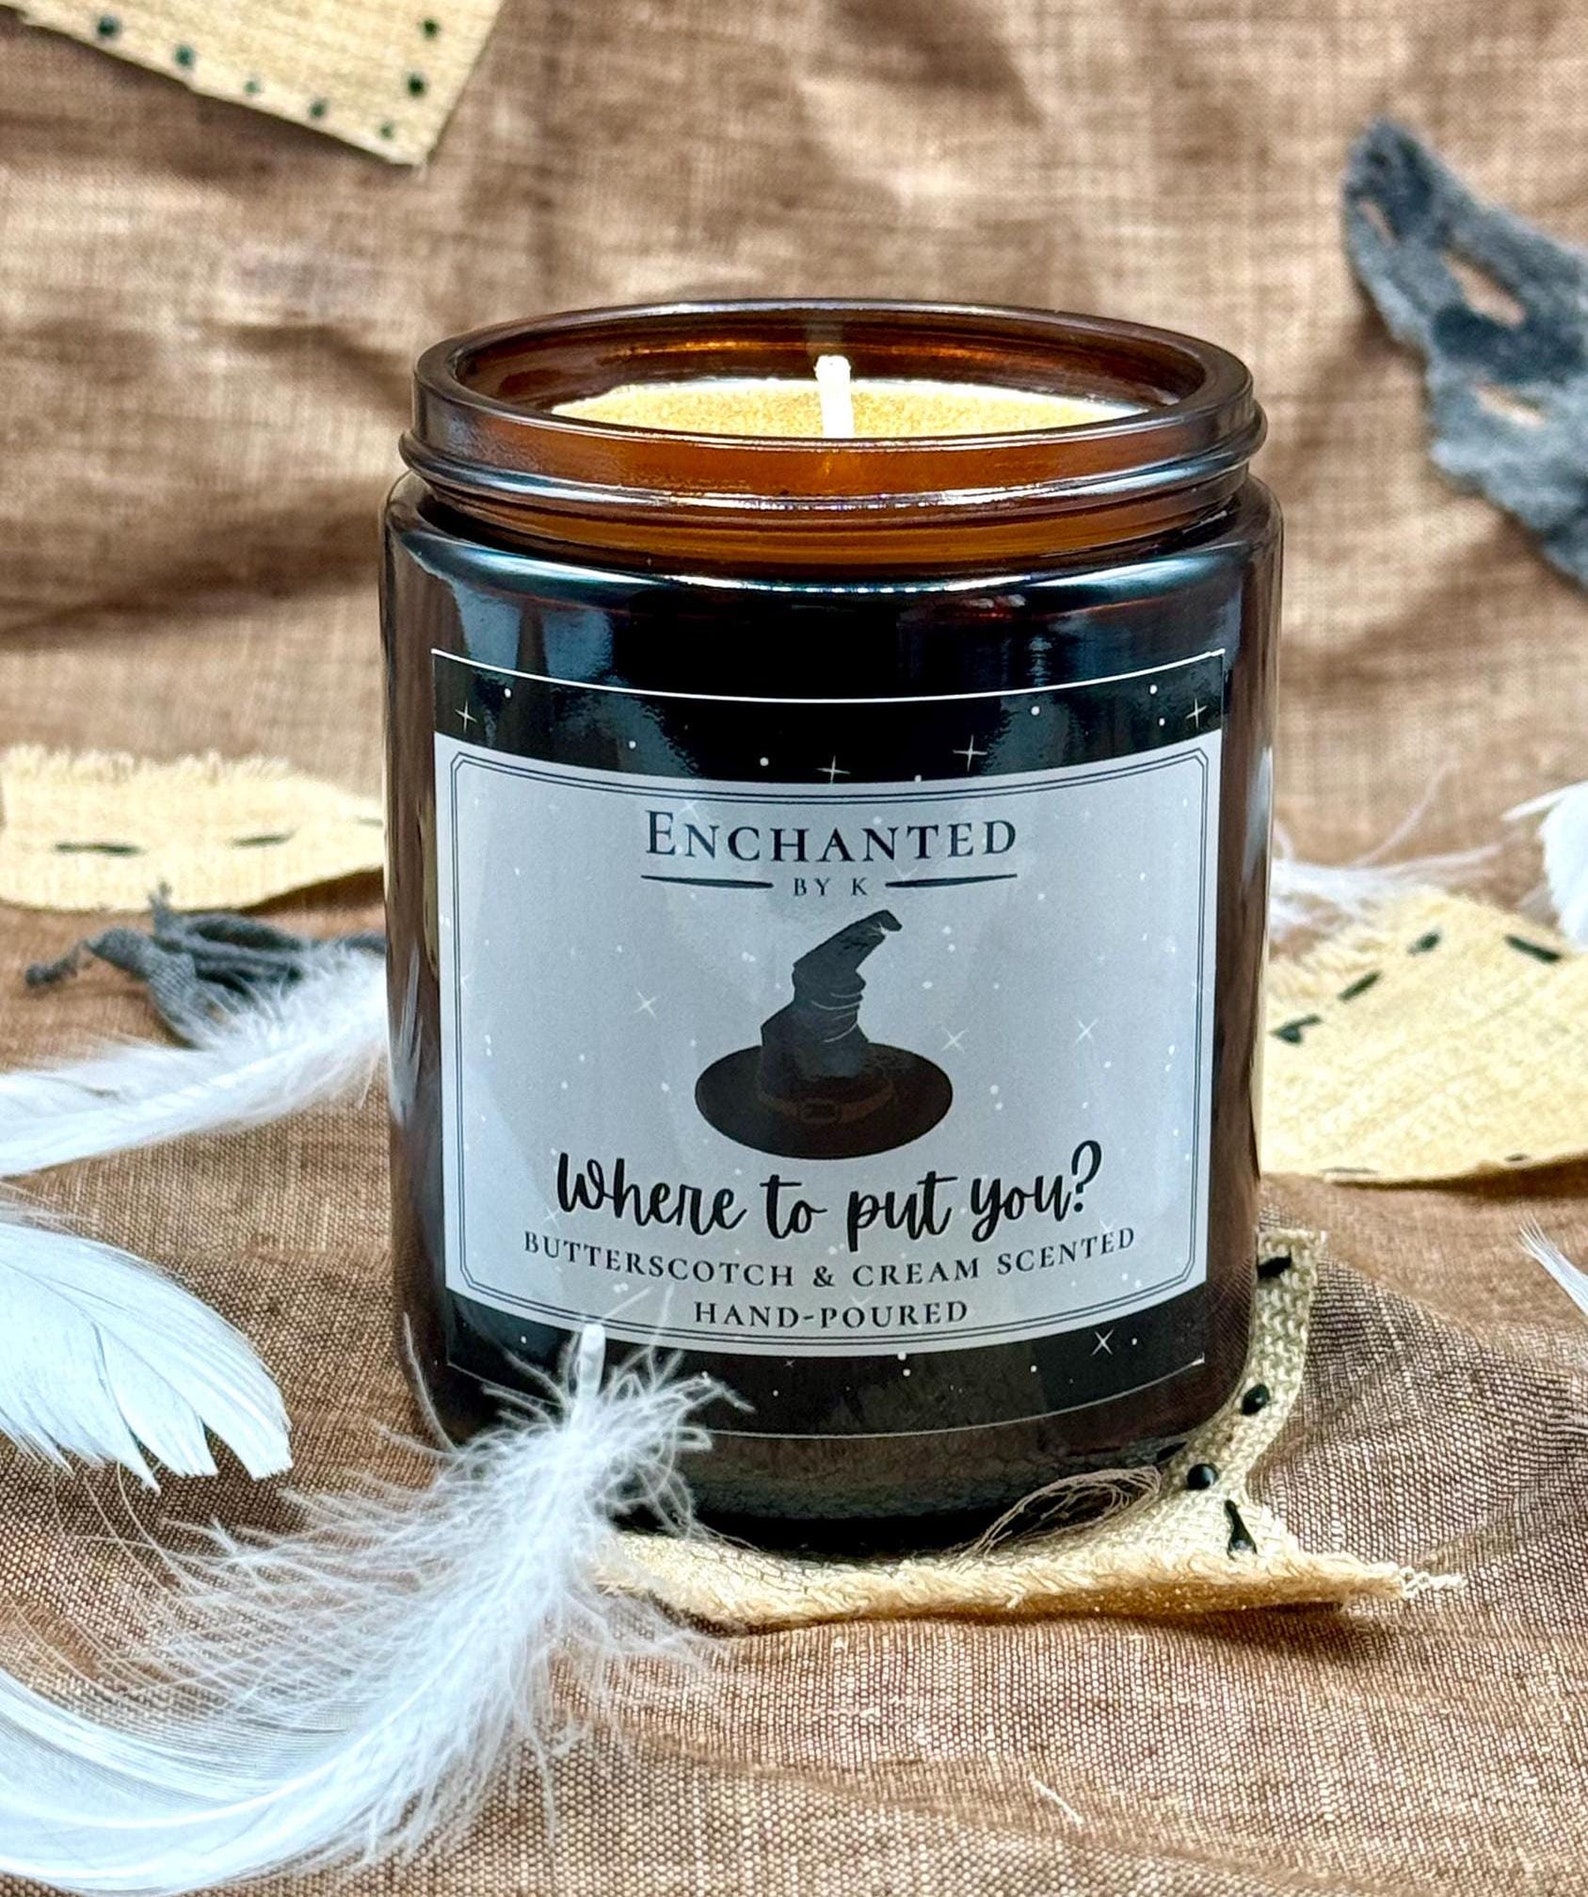 ENCHANTED
BY K
Where to put you?
BUTTERSCOTCH & CREAM SCENTED
HAND-POURED